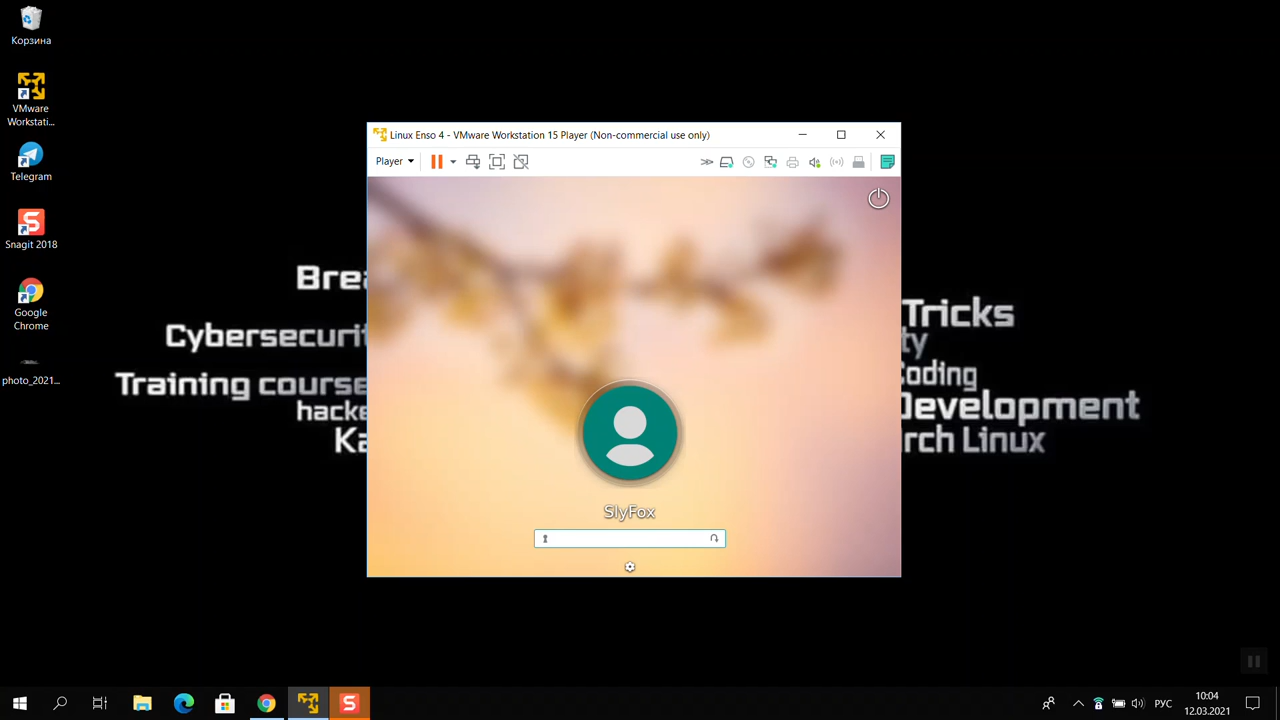 Корзина
VMware
Workstati...
Telegram
Snagit 2018
Google
Chrome
photo_2021...
Linux Enso 4 - VMware Workstation 15 Player (Non-commercial use only)
Player
SlyFox
Brea
Cybersecurit
Training course
hacke
Ka
Tricks
ty
Coding
Development
rch Linux
РУС
10:04
12.03.2021